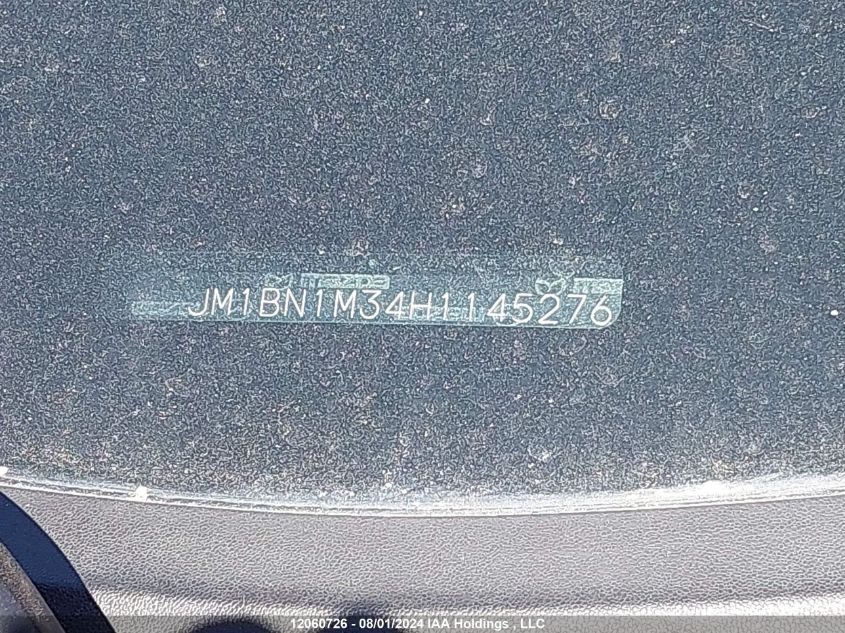 JM1BN1M34H1145276
12060726 - 08/01/2024 IAA Holdings , LLC